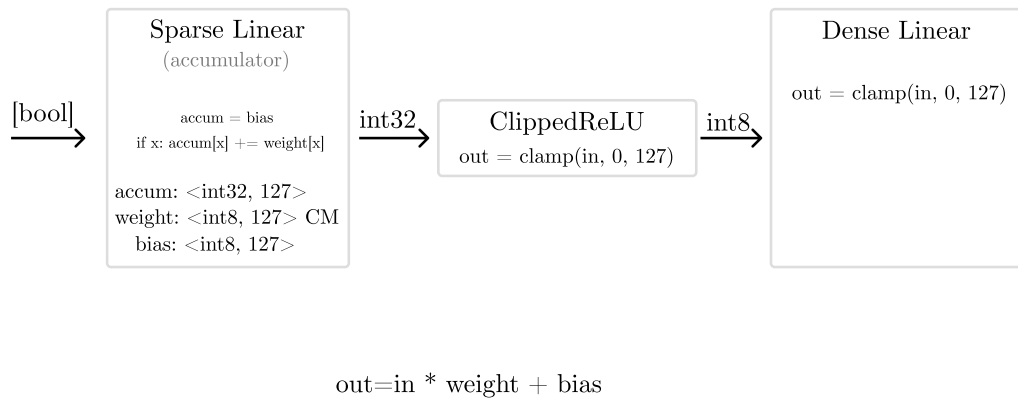 [bool]
Sparse Linear
(accumulator)
accum = bias
if x: accum[x] += weight[x]
accum: <int32, 127>
weight: <int8, 127> CM
bias: <int8, 127>
int32
ClippedReLU
out = clamp(in, 0, 127)
int8
Dense Linear
out = clamp(in, 0, 127)
out=in * weight + bias